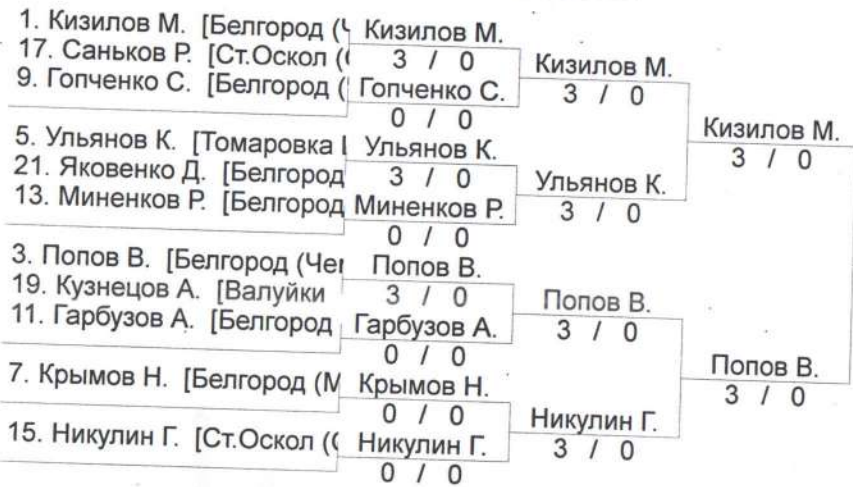 1. Кизилов М. [Белгород (Ч
17. Саньков Р. [Ст.Оскол (
9. Гопченко С. [Белгород (
5. Ульянов К. [Томаровка
21. Яковенко Д. [Белгород
13. Миненков Р. [Белгород
3. Попов В. [Белгород (Че
19. Кузнецов А. [Валуйки
11. Гарбузов А. [Белгород
7. Крымов Н. [Белгород (М
15. Никулин Г. [Ст.Оскол (
Кизилов М.
3 / 0
Гопченко С.
0 / 0
Ульянов К.
3 / 0
Миненков Р.
0 / 0
Попов В.
3 / 0
Гарбузов А.
0 / 0
Крымов Н.
0 / 0
Никулин Г.
0 / 0
Кизилов М.
3 / 0
Ульянов К.
3 / 0
Попов В.
3 / 0
Никулин Г.
3 / 0
Кизилов М.
3 / 0
Попов В.
3 / 0